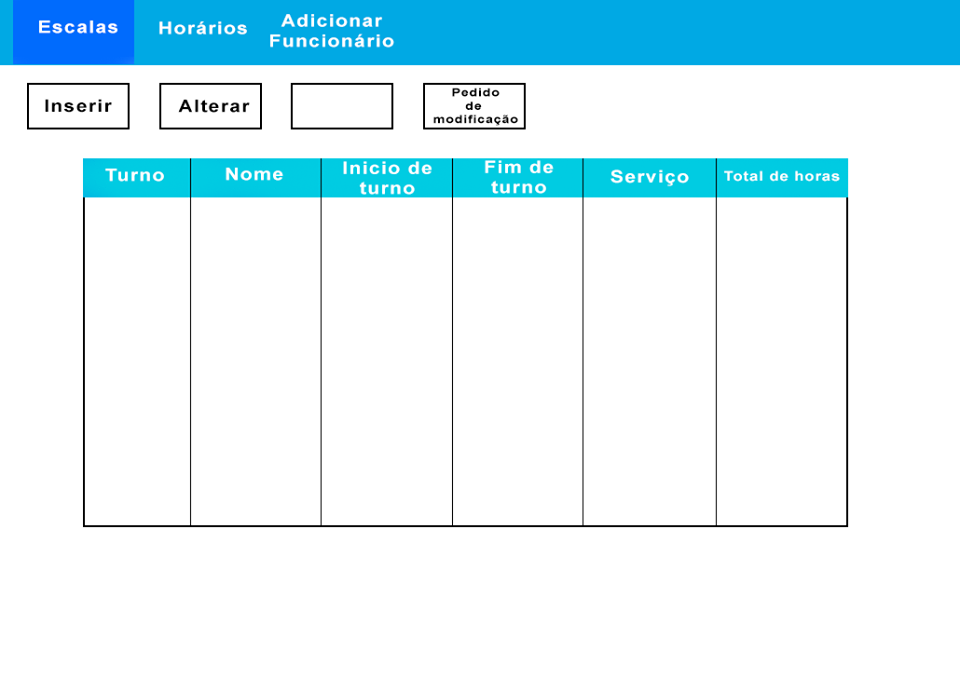 Escalas
Horários
Adicionar
Funcionário
Inserir
Alterar
Pedido
de
modificação
Turno
Nome
Inicio de
turno
Fim de
turno
Serviço
Total de horas